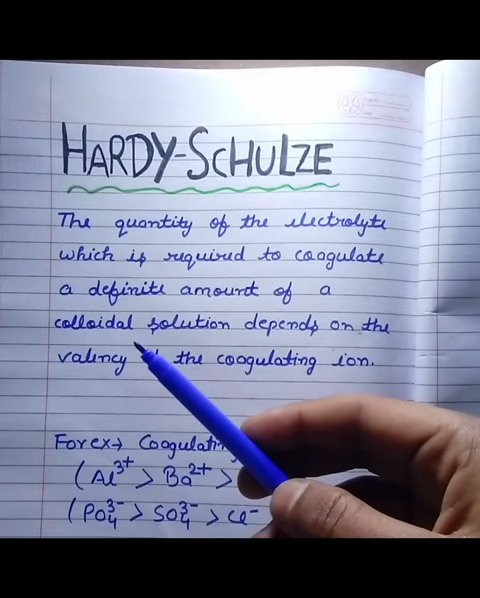 HARDY-SCHULZE
The quantity of the electrolyte
which is required to coagulate
a definite amount of a
colloidal solution depends on the
valency the coagulating ion.
For ex→ Coagulati
(Al³⁺ > Ba²⁺ >
(PO₄³⁻ > SO₄³⁻ > Cl⁻